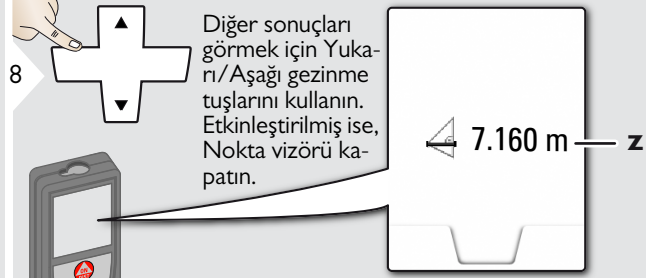 8
▲
▼
Diğer sonuçları
görmek için Yuka-
rı/Aşağı gezinme
tuşlarını kullanın.
Etkinleştirilmiş ise,
Nokta vizörü ka-
patın.
7.160 m
z
ON